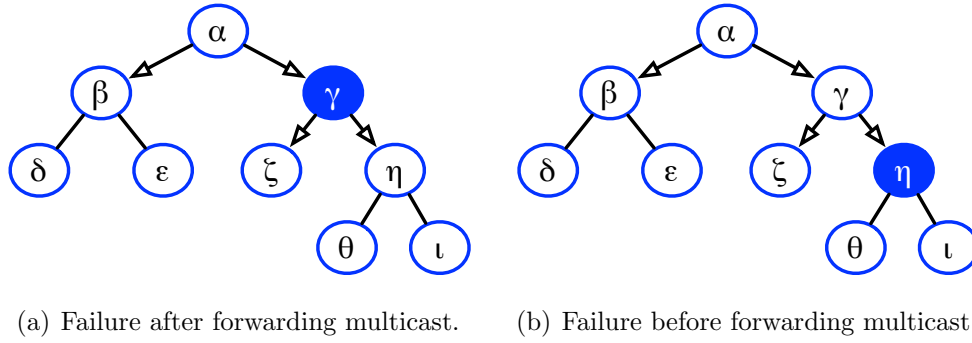 α α
β γ β γ
δ ε ζ η δ ε ζ η
θ ι θ ι
(a) Failure after forwarding multicast. (b) Failure before forwarding multicast